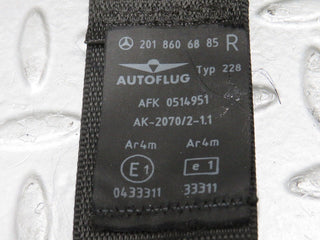 201 860 68 85 R
AUTOFLUG Typ 228
AFK 0514951
AK-2070/2-1.1
Ar4m Ar4m
E1 e1
0433311 33311